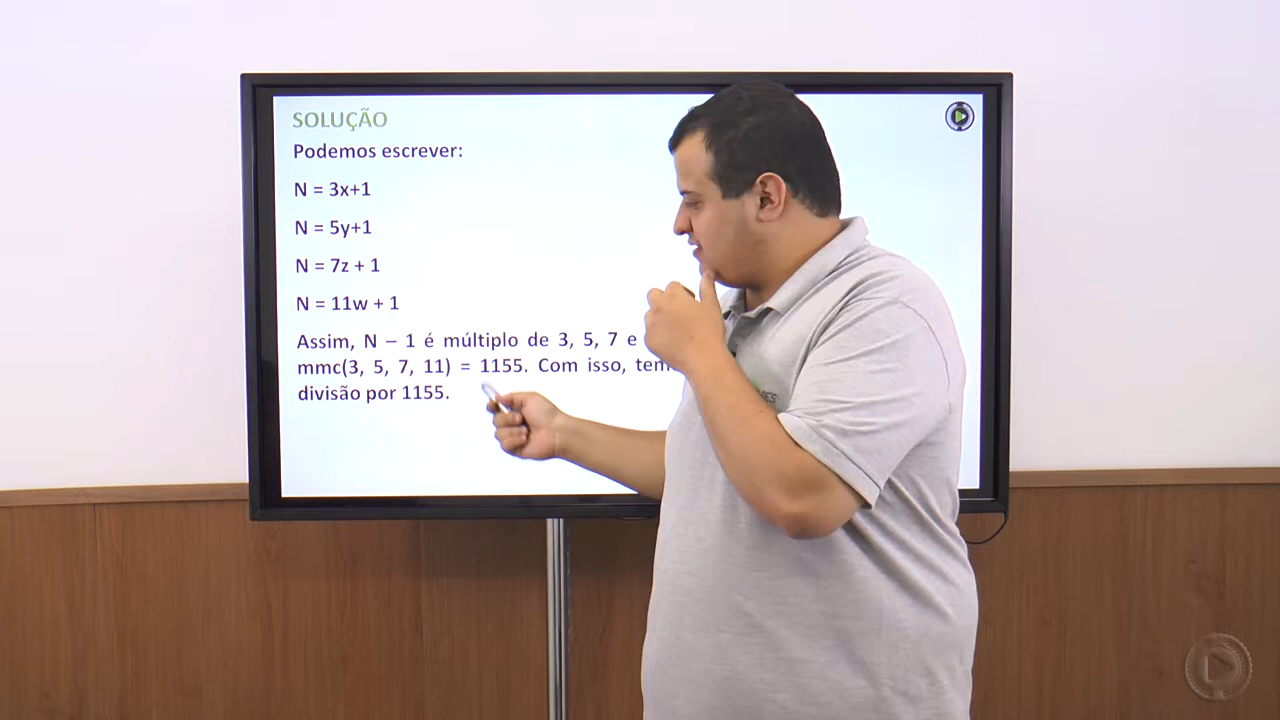 SOLUÇÃO
Podemos escrever:
N = 3x+1
N = 5y+1
N = 7z + 1
N = 11w + 1
Assim, N – 1 é múltiplo de 3, 5, 7 e
mmc(3, 5, 7, 11) = 1155. Com isso,
divisão por 1155.